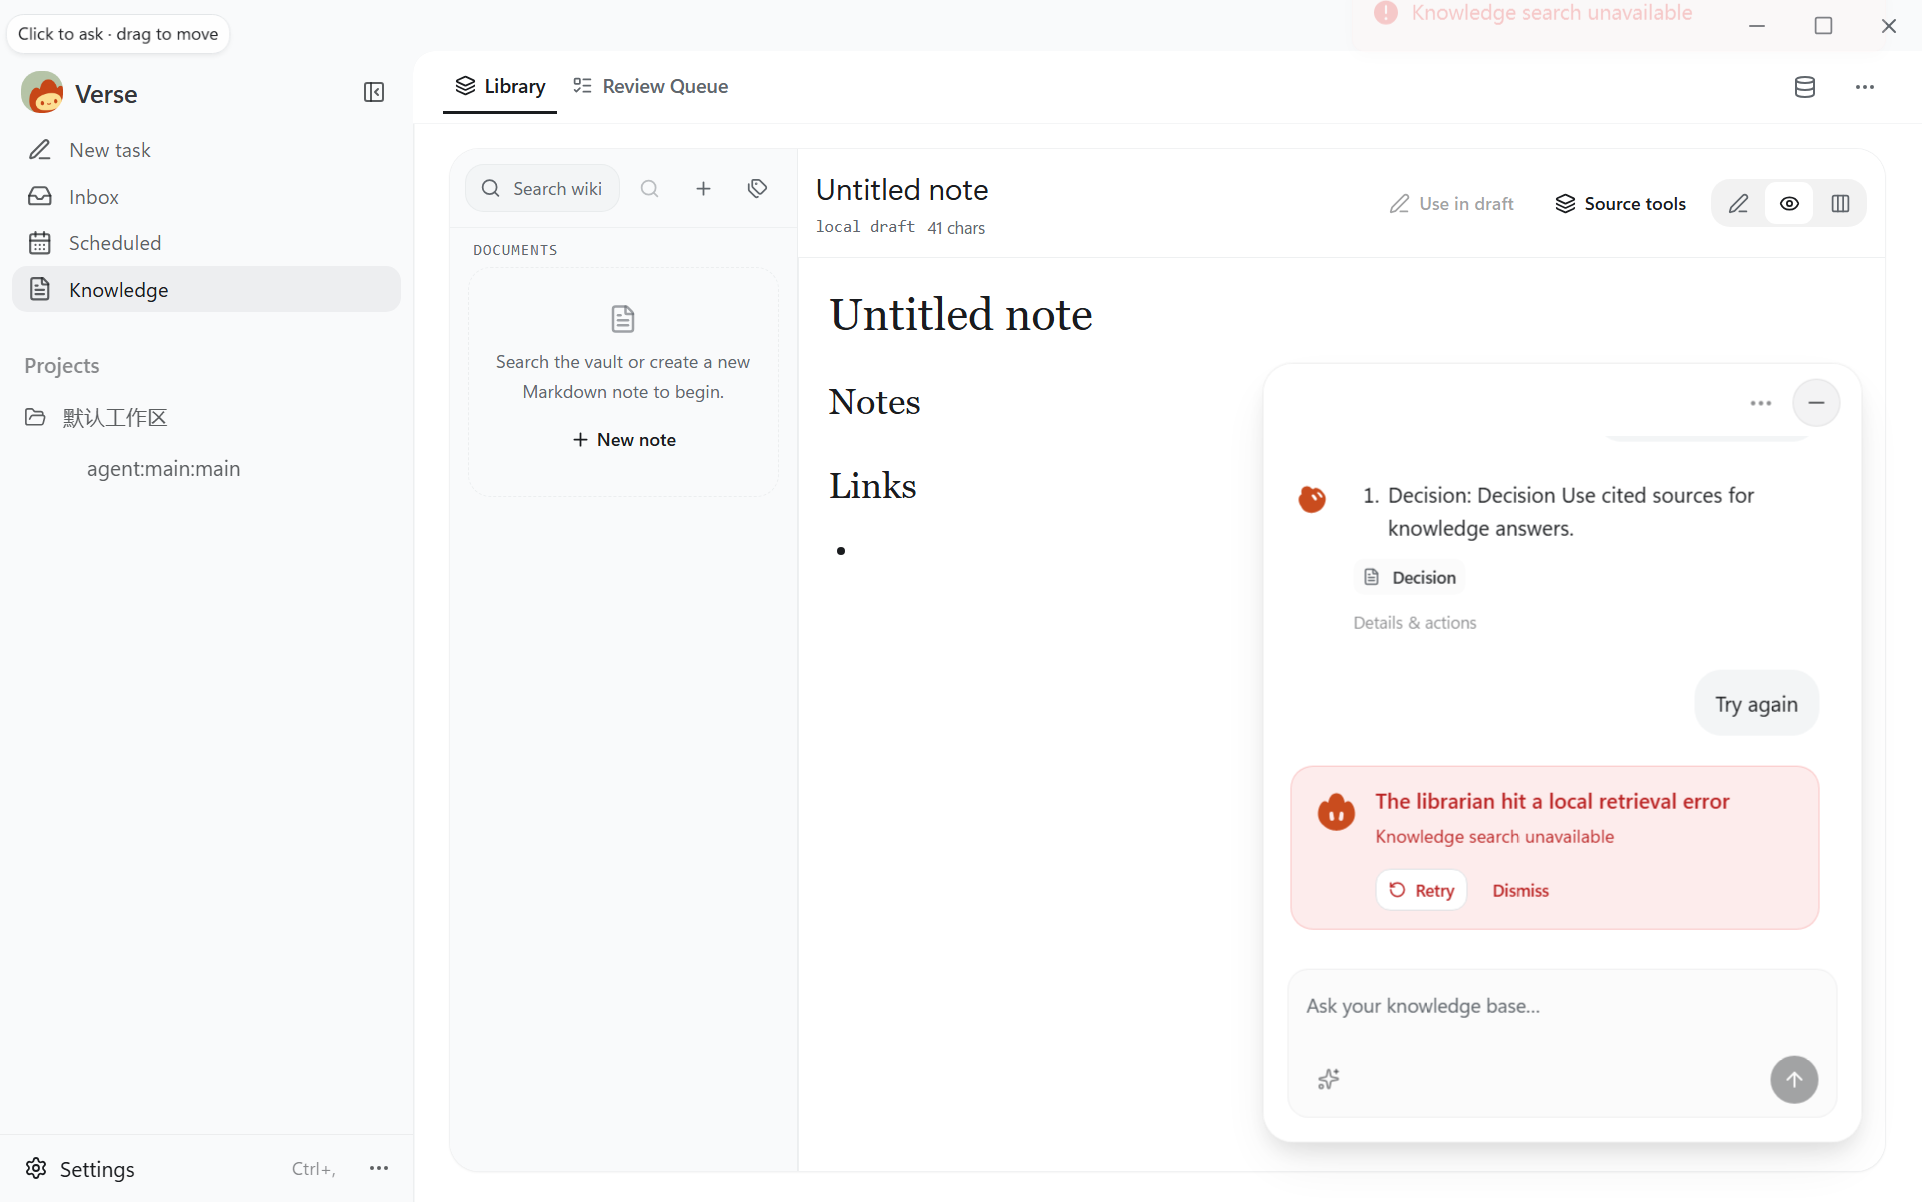 Click to ask · drag to move
Knowledge search unavailable
Verse
New task
Inbox
Scheduled
Knowledge
Projects
默认工作区
agent:main:main
Settings
Ctrl+,
Library
Review Queue
Search wiki
DOCUMENTS
Search the vault or create a new
Markdown note to begin.
New note
Untitled note
local draft 41 chars
Use in draft
Source tools
Untitled note
Notes
Links
1. Decision: Decision Use cited sources for
knowledge answers.
Decision
Details & actions
Try again
The librarian hit a local retrieval error
Knowledge search unavailable
Retry
Dismiss
Ask your knowledge base...